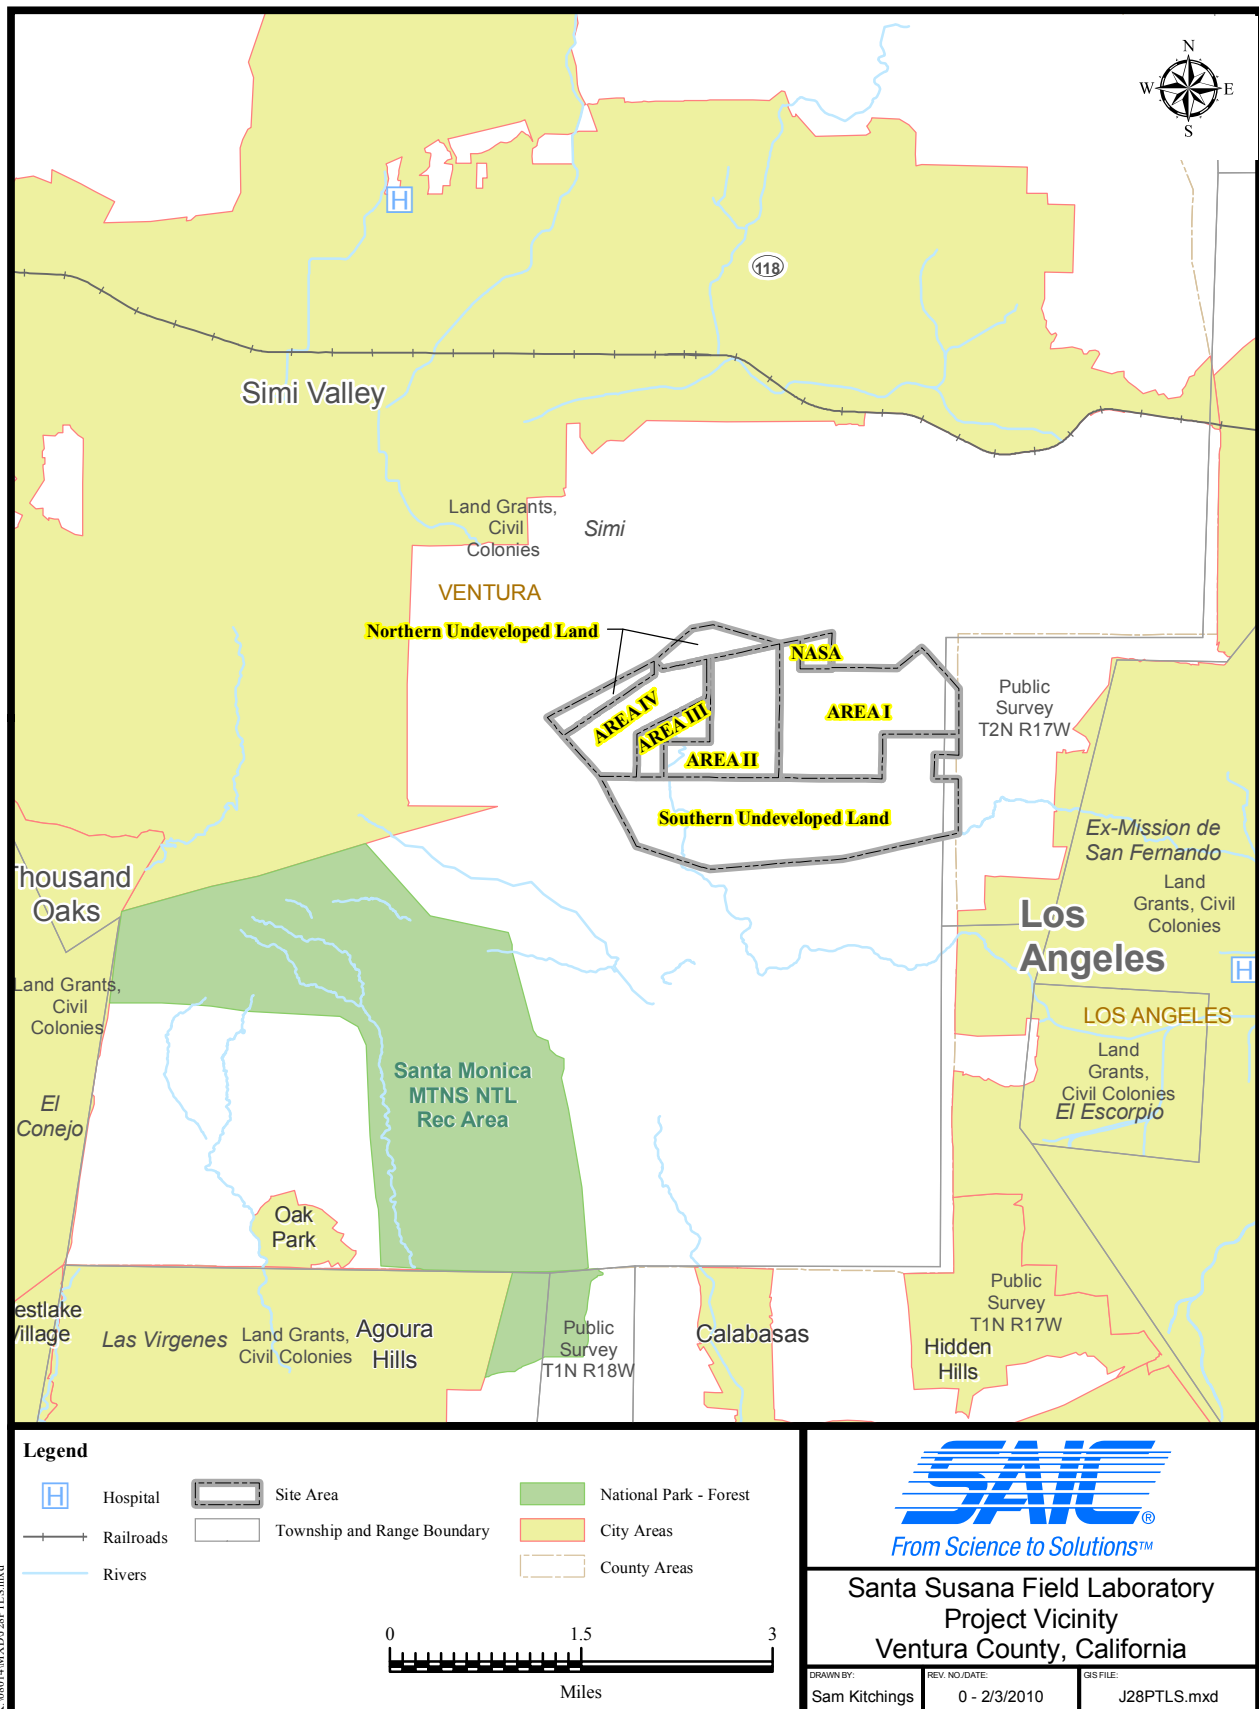 N
W E
S
118
Simi Valley
Land Grants,
Civil
Colonies
Simi
VENTURA
Northern Undeveloped Land
NASA
AREA IV
AREA III
AREA I
AREA II
Southern Undeveloped Land
Public
Survey
T2N R17W
Ex-Mission de
San Fernando
Land
Grants, Civil
Colonies
Thousand
Oaks
Los
Angeles
H
H
Land Grants,
Civil
Colonies
LOS ANGELES
Land
Grants,
Civil Colonies
El Escorpio
Santa Monica
MTNS NTL
Rec Area
El
Conejo
Oak
Park
estlake
Village
Las Virgenes
Land Grants,
Civil Colonies
Agoura
Hills
Public
Survey
T1N R18W
Calabasas
Public
Survey
T1N R17W
Hidden
Hills
Legend
H Hospital
Railroads
Rivers
Site Area
Township and Range Boundary
National Park - Forest
City Areas
County Areas
0 1.5 3
Miles
SAIC®
From Science to Solutions™
Santa Susana Field Laboratory
Project Vicinity
Ventura County, California
DRAWN BY:
Sam Kitchings
REV. NO./DATE:
0 - 2/3/2010
GIS FILE:
J28PTLS.mxd